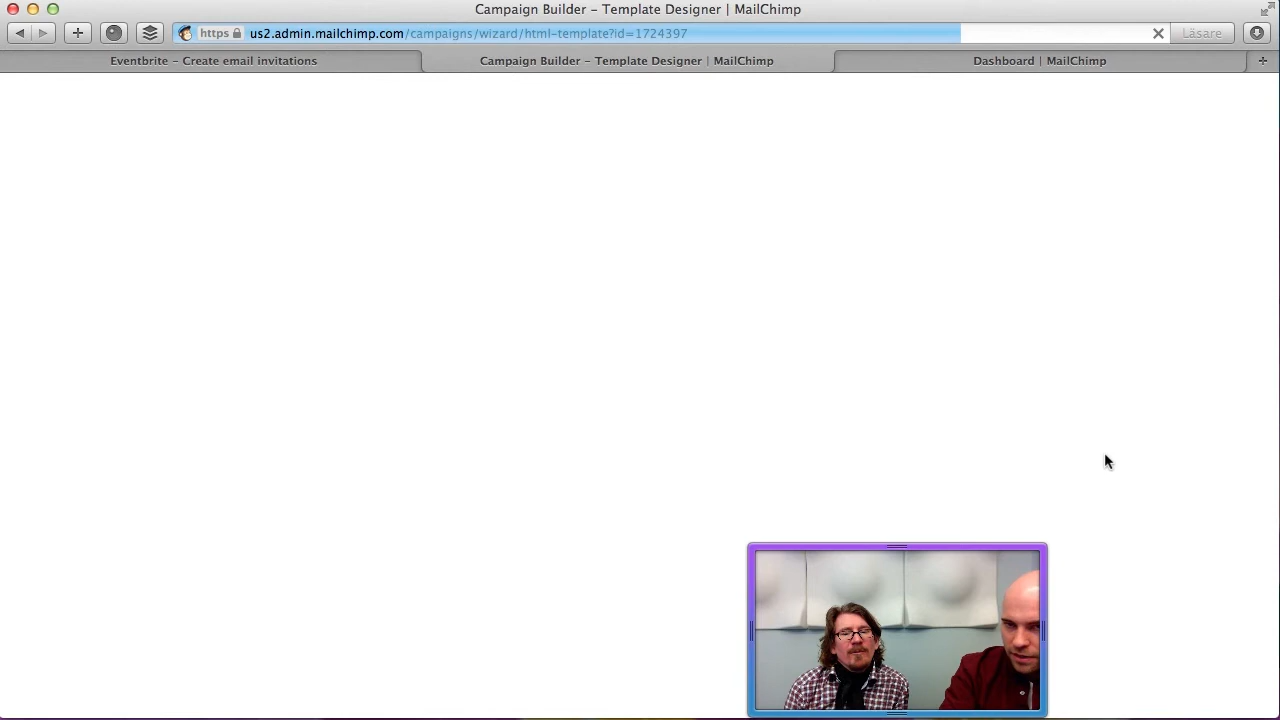 Campaign Builder – Template Designer | MailChimp
https us2.admin.mailchimp.com/campaigns/wizard/html-template?id=1724397 Läsare
Eventbrite – Create email invitations
Campaign Builder – Template Designer | MailChimp
Dashboard | MailChimp